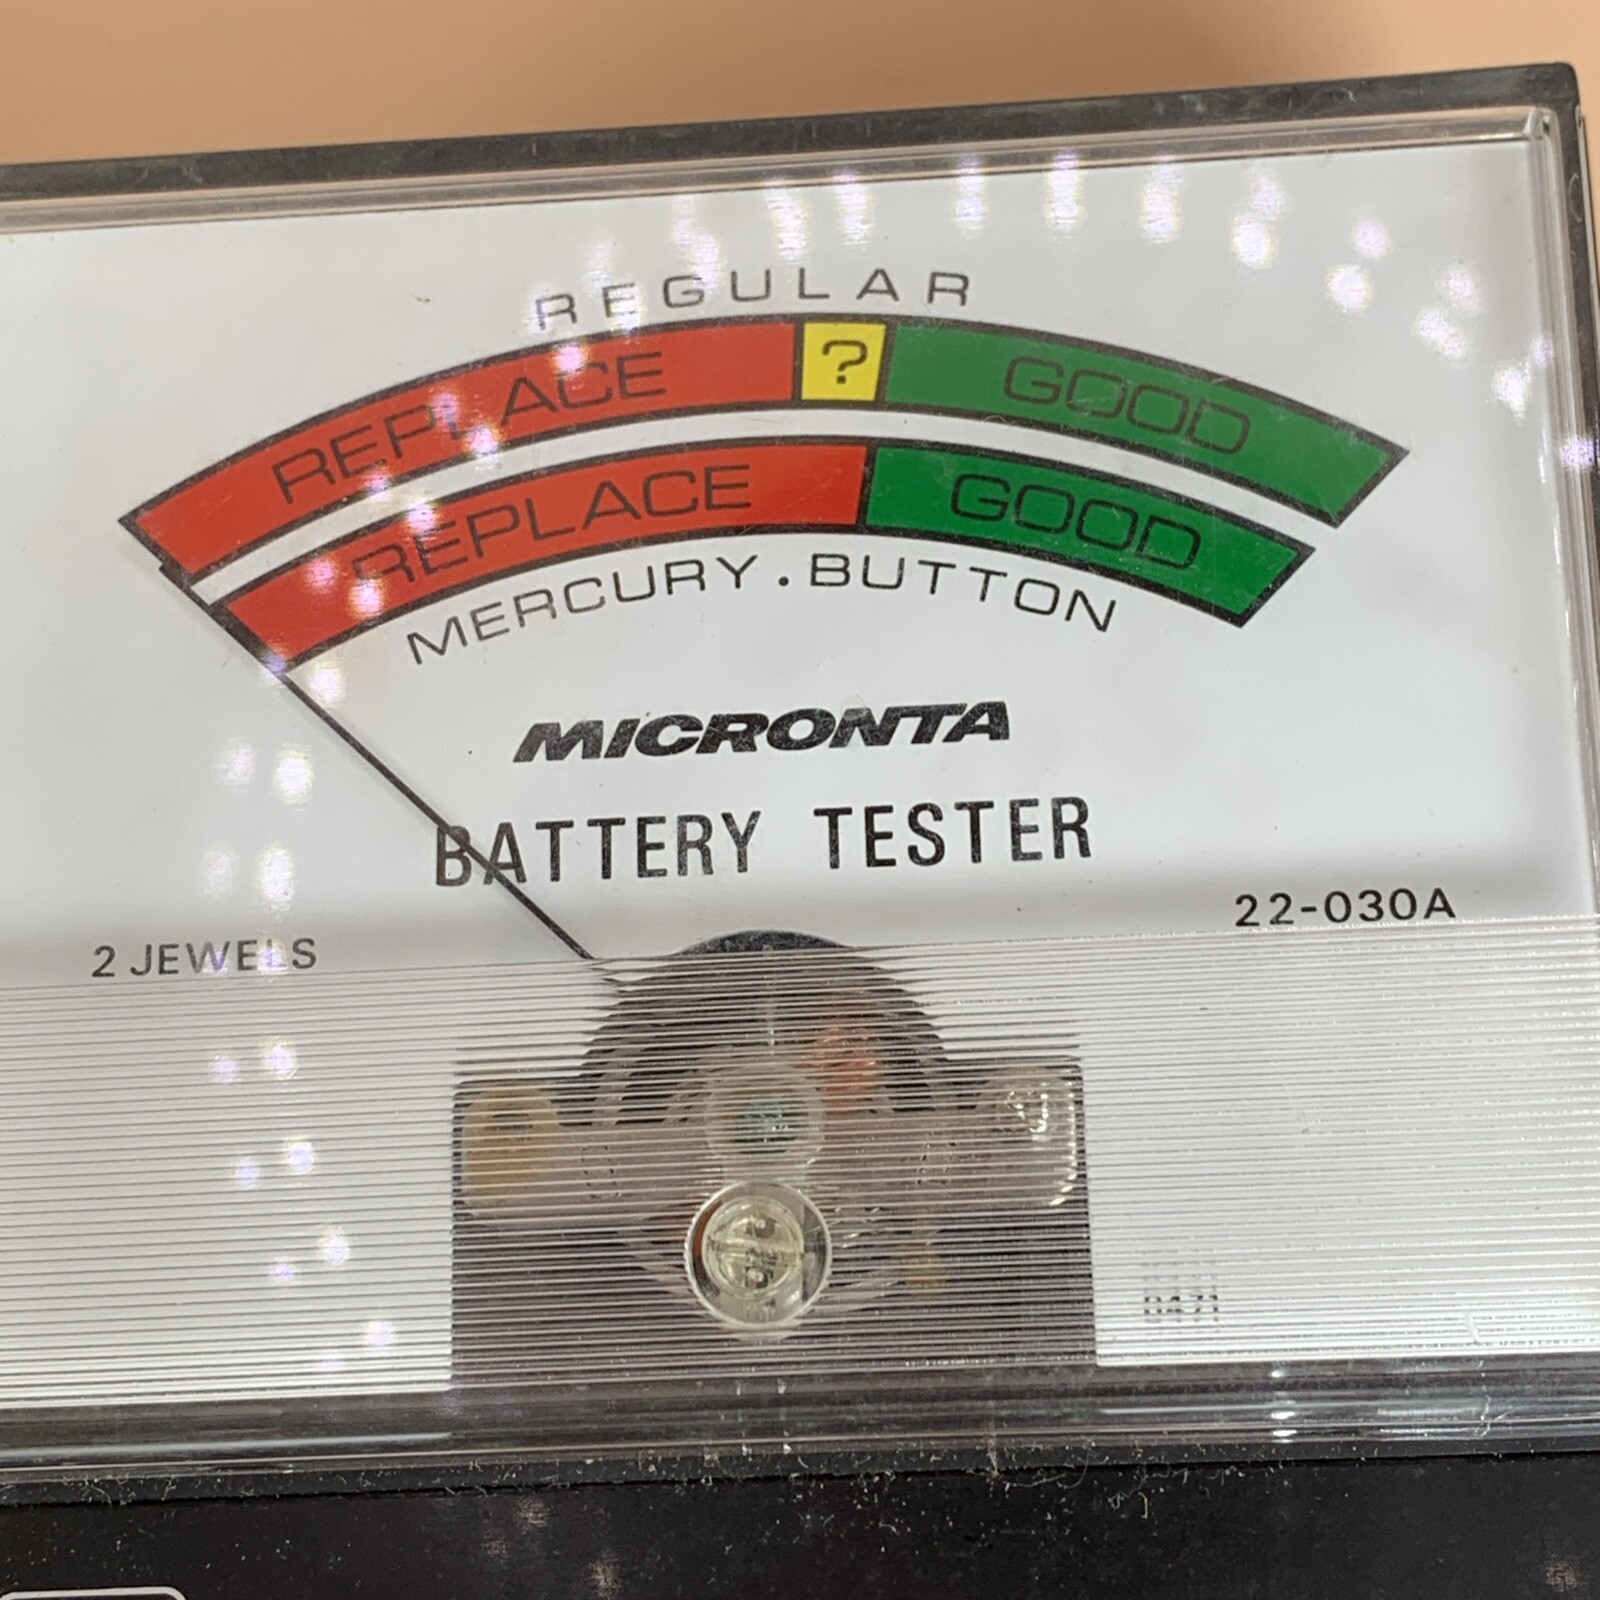 REGULAR
REPLACE ? GOOD
REPLACE GOOD
MERCURY.BUTTON
MICRONTA
BATTERY TESTER
22-030A
2 JEWELS